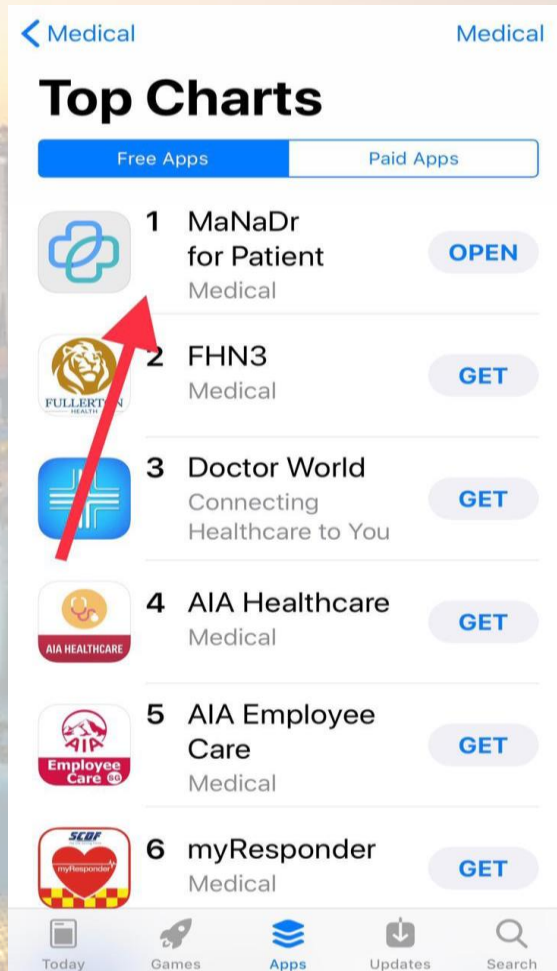 Medical
Medical
Top Charts
Free Apps
Paid Apps
1
MaNaDr
for Patient
Medical
OPEN
FULLERTON
HEALTH
2
FHN3
Medical
GET
3
Doctor World
Connecting
Healthcare to You
GET
AIA HEALTHCARE
4
AIA Healthcare
Medical
GET
AIA
Employee
Care SG
5
AIA Employee
Care
Medical
GET
SCDF
myResponder
6
myResponder
Medical
GET
Today
Games
Apps
Updates
Search